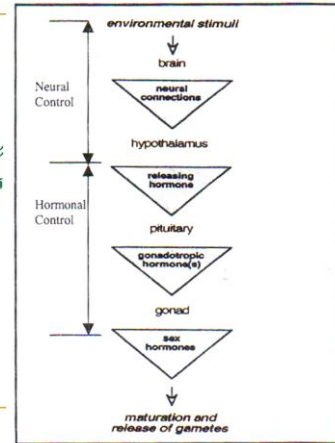 environmental stimuli
brain
Neural
Control
neural
connections
hypothalamus
releasing
hormone
Hormonal
Control
pituitary
gonadotropic
hormone(s)
gonad
sex
hormones
maturation and
release of gametes